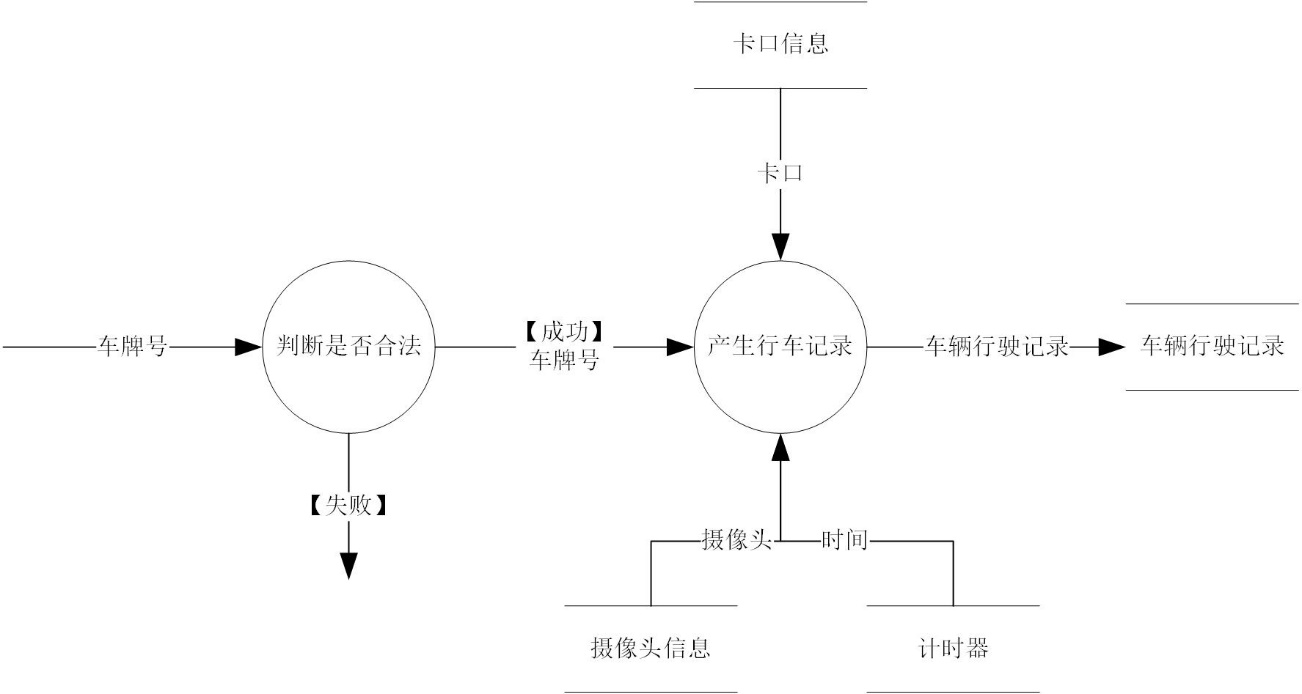 卡口信息
卡口
车牌号
判断是否合法
【成功】
车牌号
产生行车记录
车辆行驶记录
车辆行驶记录
【失败】
摄像头
时间
摄像头信息
计时器